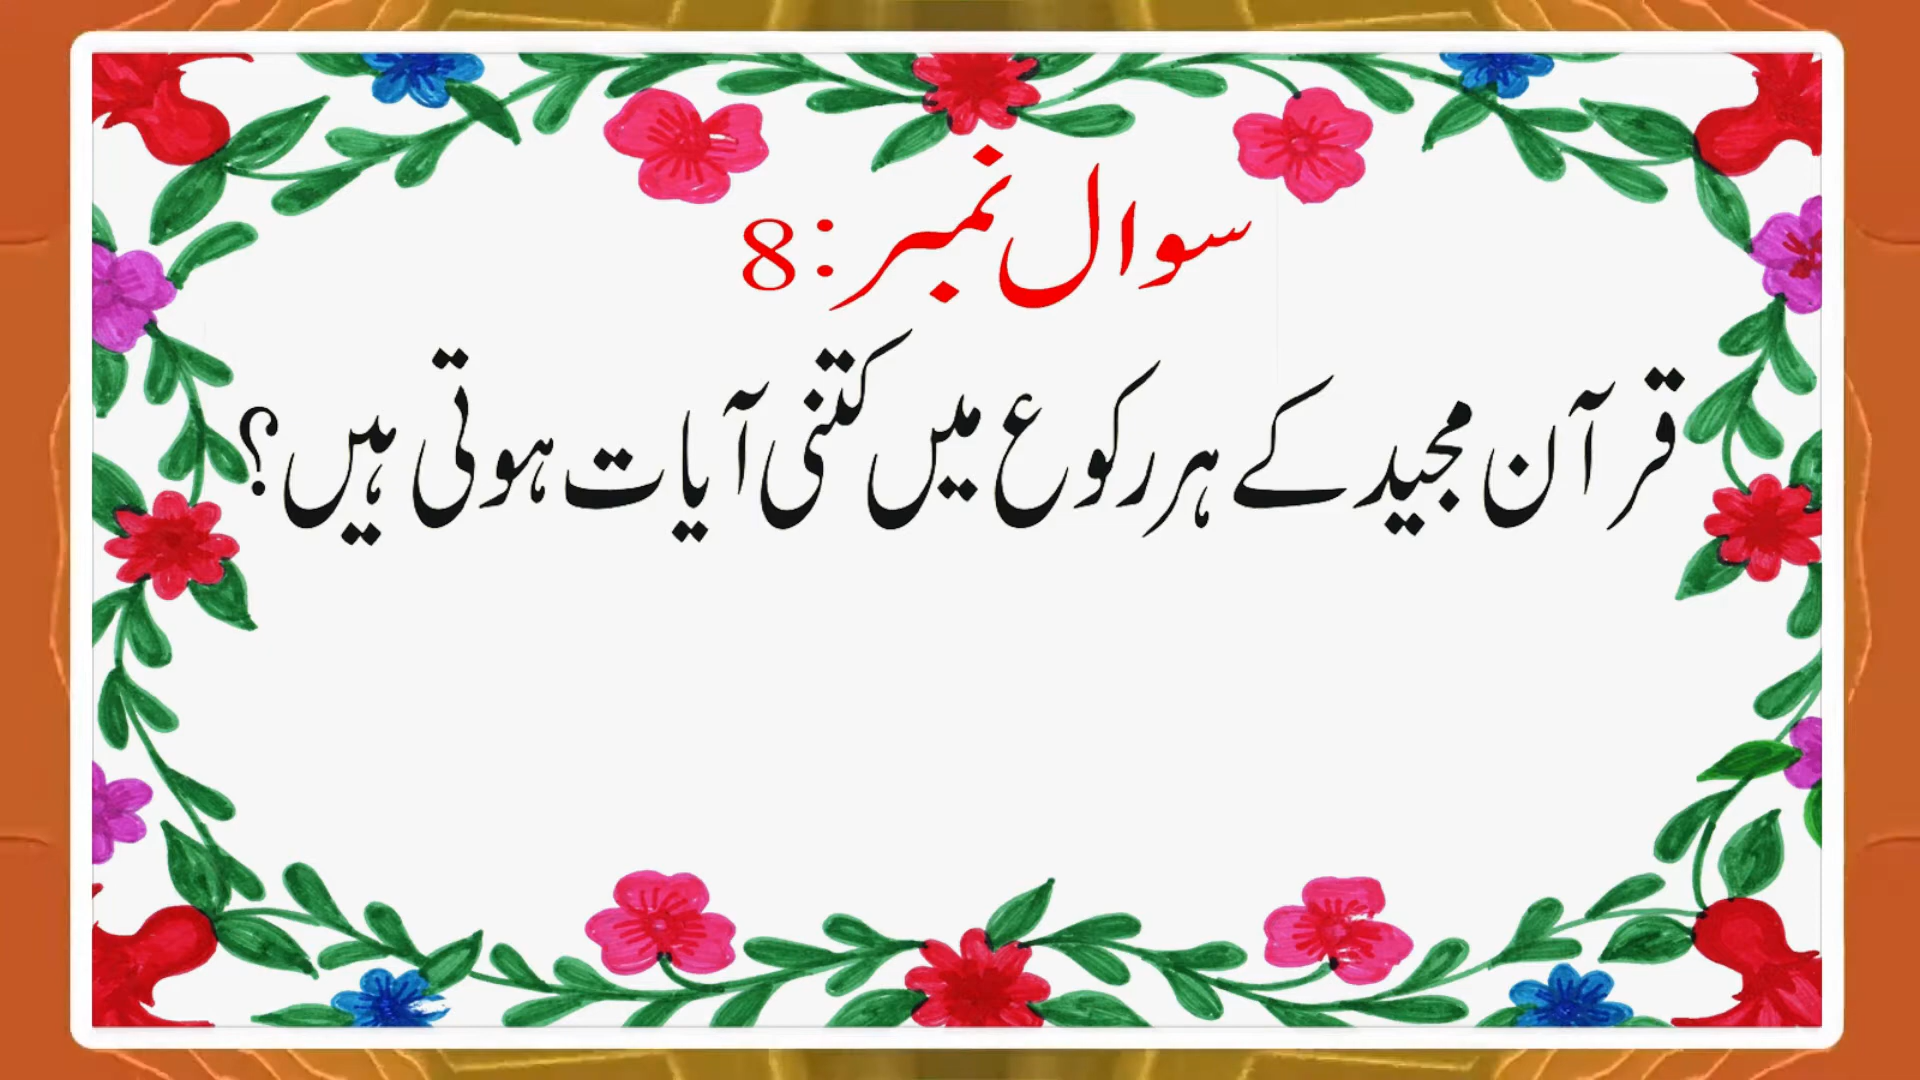 سوال نمبر:8
قرآن مجید کے ہر رکوع میں کتنی آیات ہوتی ہیں؟